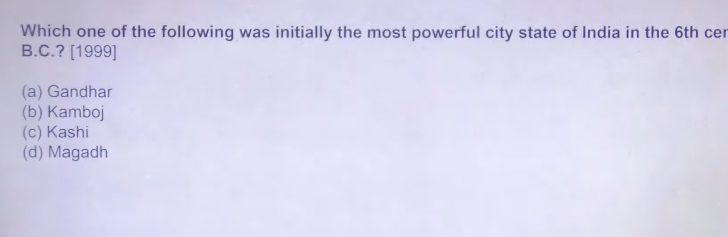 Which one of the following was initially the most powerful city state of India in the 6th cer
B.C.? [1999]
(a) Gandhar
(b) Kamboj
(c) Kashi
(d) Magadh